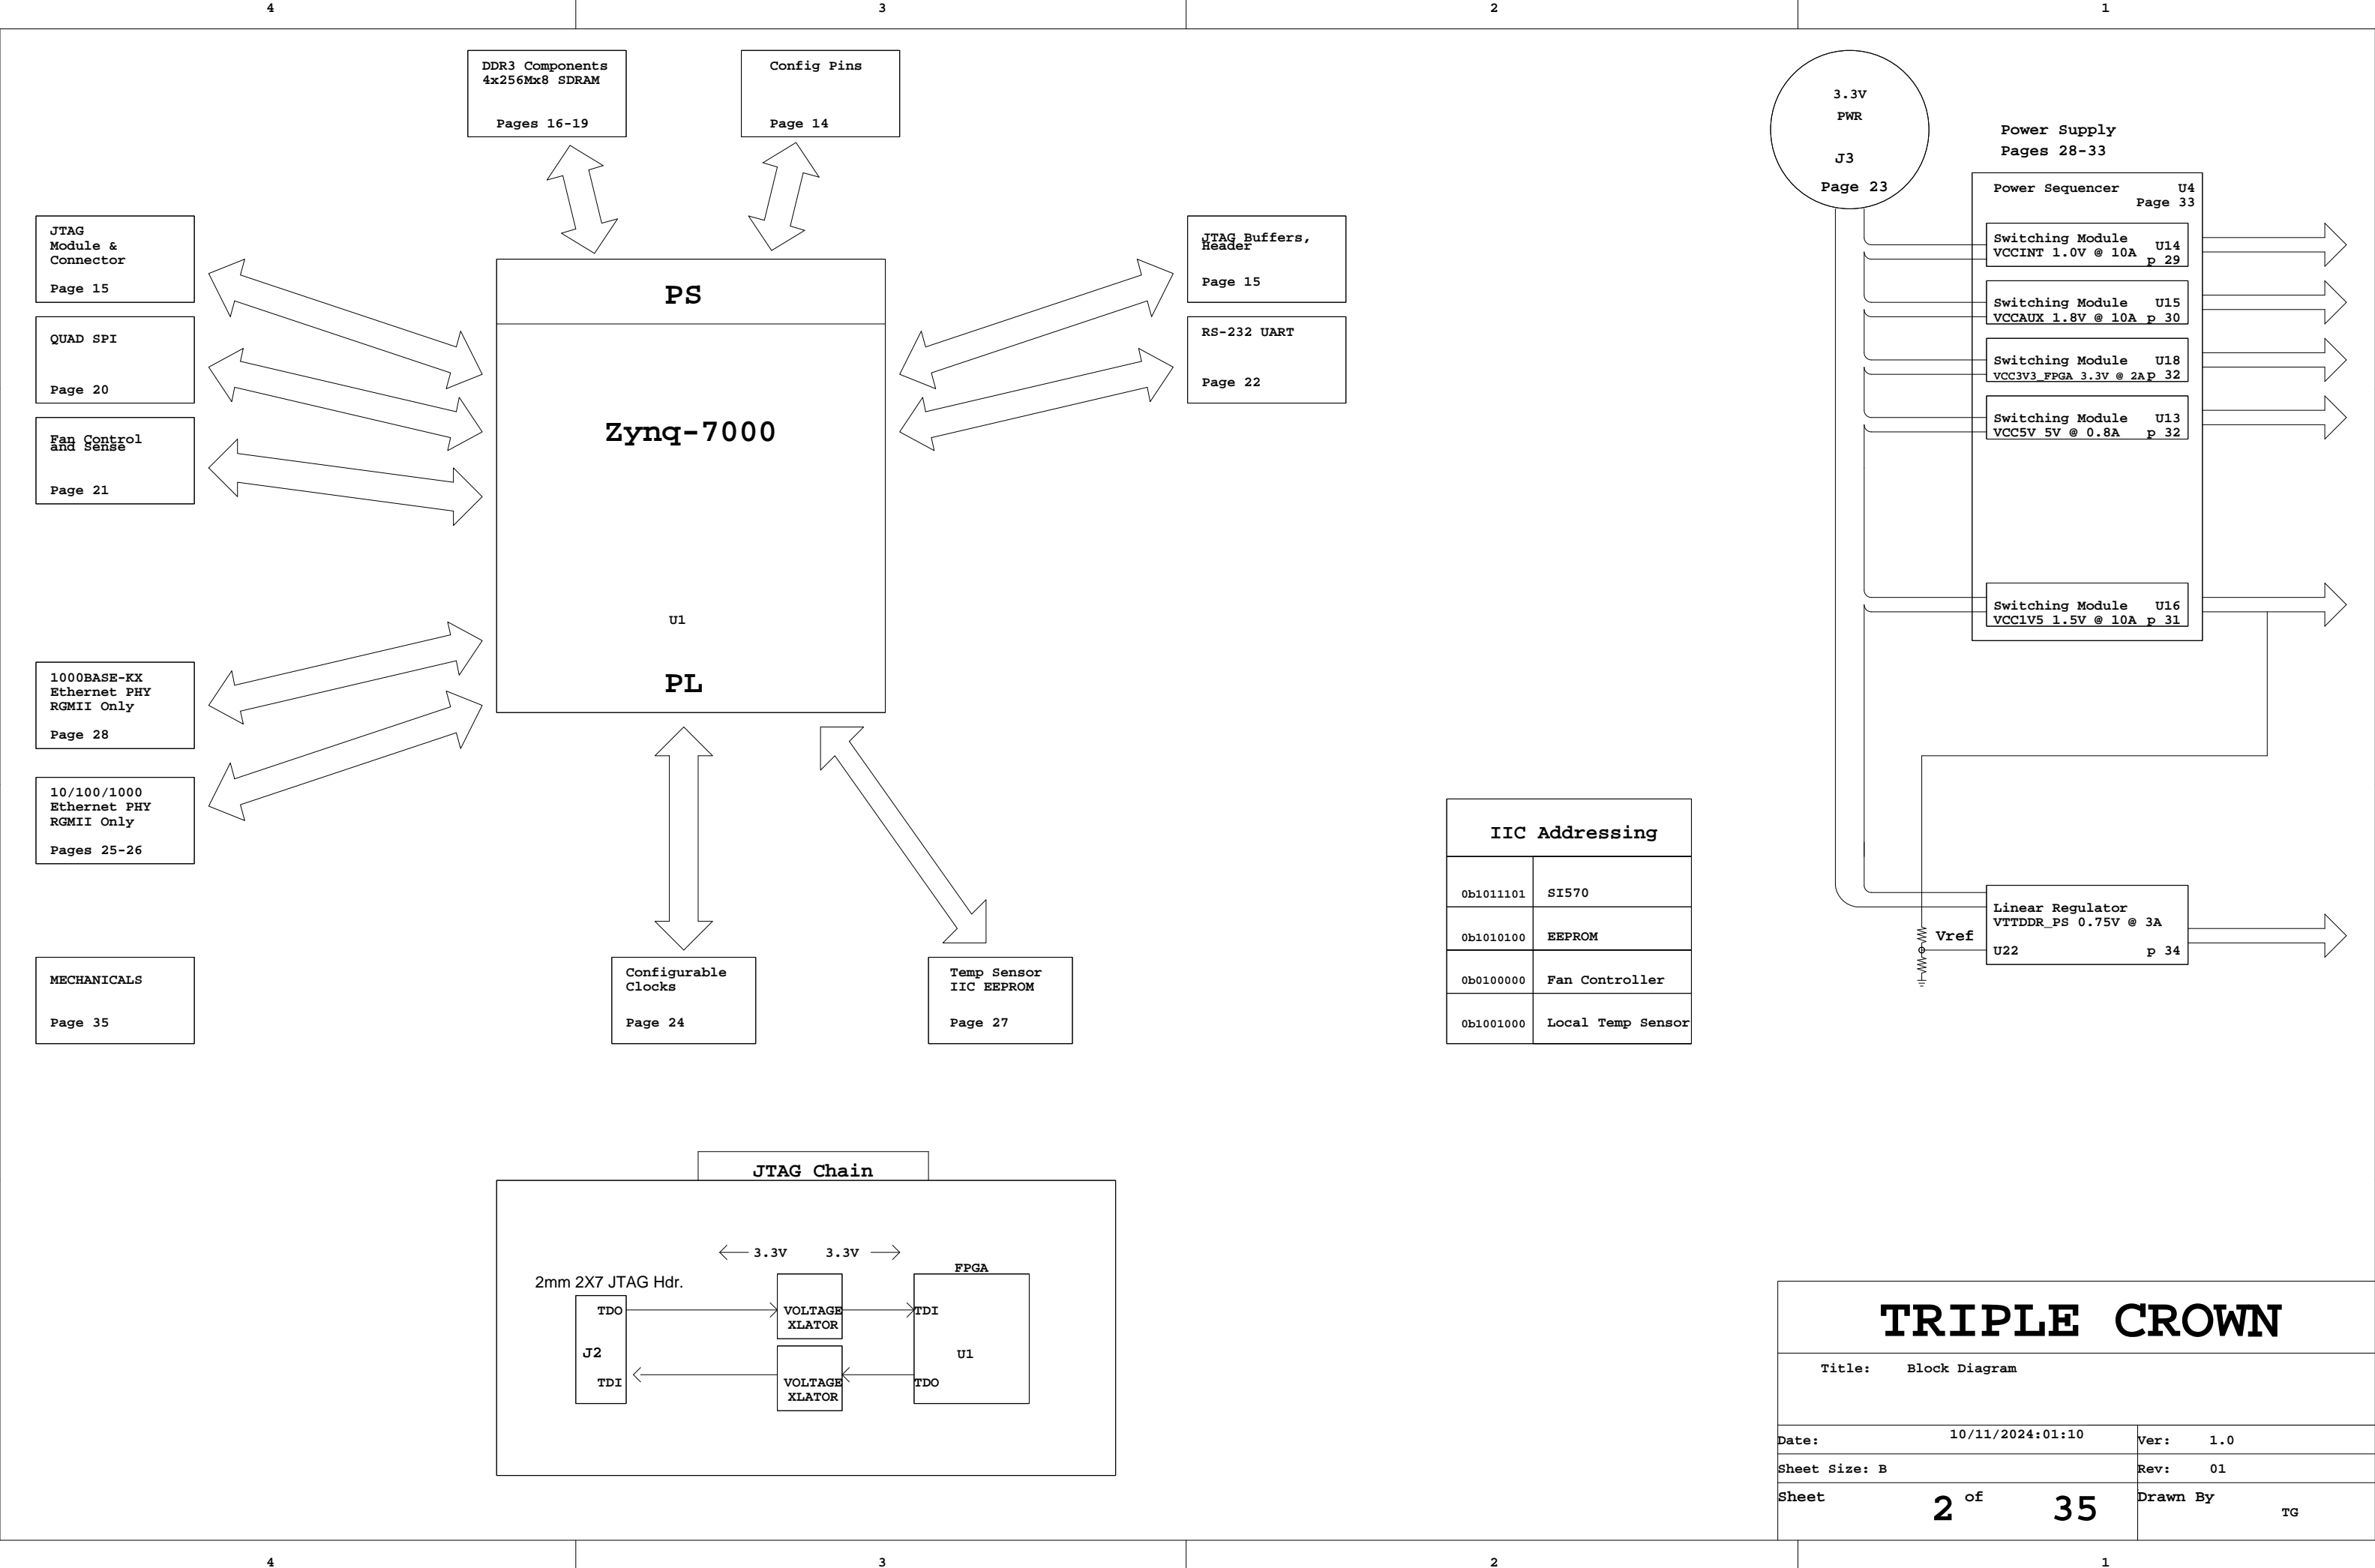 4 3 2 1
DDR3 Components
4x256Mx8 SDRAM
Pages 16-19
Config Pins
Page 14
3.3V
PWR
J3
Page 23
Power Supply
Pages 28-33
Power Sequencer U4
Page 33
Switching Module U14
VCCINT 1.0V @ 10A p 29
Switching Module U15
VCCAUX 1.8V @ 10A p 30
Switching Module U18
VCC3V3_FPGA 3.3V @ 2A p 32
Switching Module U13
VCC5V 5V @ 0.8A p 32
Switching Module U16
VCC1V5 1.5V @ 10A p 31
JTAG
Module &
Connector
Page 15
QUAD SPI
Page 20
Fan Control
and Sense
Page 21
PS
Zynq-7000
U1
PL
JTAG Buffers,
Header
Page 15
RS-232 UART
Page 22
1000BASE-KX
Ethernet PHY
RGMII Only
Page 28
10/100/1000
Ethernet PHY
RGMII Only
Pages 25-26
MECHANICALS
Page 35
Configurable
Clocks
Page 24
Temp Sensor
IIC EEPROM
Page 27
IIC Addressing
0b1011101 SI570
0b1010100 EEPROM
0b0100000 Fan Controller
0b1001000 Local Temp Sensor
Vref
Linear Regulator
VTTDDR_PS 0.75V @ 3A
U22 p 34
JTAG Chain
3.3V 3.3V
FPGA
2mm 2X7 JTAG Hdr.
TDO
VOLTAGE
XLATOR
TDI
J2
U1
TDI
VOLTAGE
XLATOR
TDO
TRIPLE CROWN
Title: Block Diagram
Date: 10/11/2024:01:10
Ver: 1.0
Sheet Size: B
Rev: 01
Sheet 2 of 35
Drawn By
TG
4 3 2 1